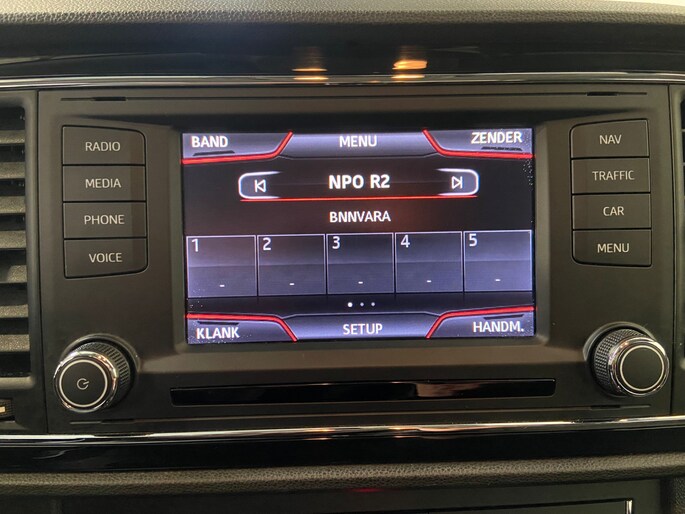 BAND MENU ZENDER
RADIO
MEDIA
PHONE
VOICE
NPO R2
BNNVARA
1 2 3 4 5
- - - - -
KLANK SETUP HANDM.
NAV
TRAFFIC
CAR
MENU